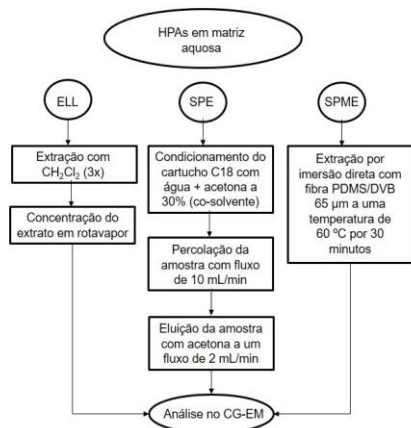 HPAs em matriz
aquosa
ELL
SPE
SPME
Extração com
CH₂Cl₂ (3x)
Concentração do
extrato em rotavapor
Condicionamento do
cartucho C18 com
água + acetona a
30% (co-solvente)
Percolação da
amostra com fluxo
de 10 mL/min
Eluição da amostra
com acetona a um
fluxo de 2 mL/min
Extração por
imersão direta com
fibra PDMS/DVB
65 µm a uma
temperatura de
60 ºC por 30
minutos
Análise no CG-EM